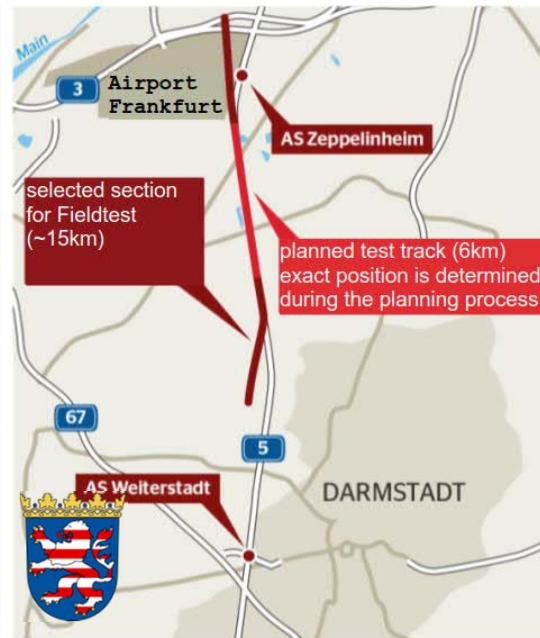 Main
3
Airport
Frankfurt
AS Zeppelinheim
selected section
for Fieldtest
(~15km)
planned test track (6km)
exact position is determined
during the planning process
67
5
AS Weiterstadt
DARMSTADT